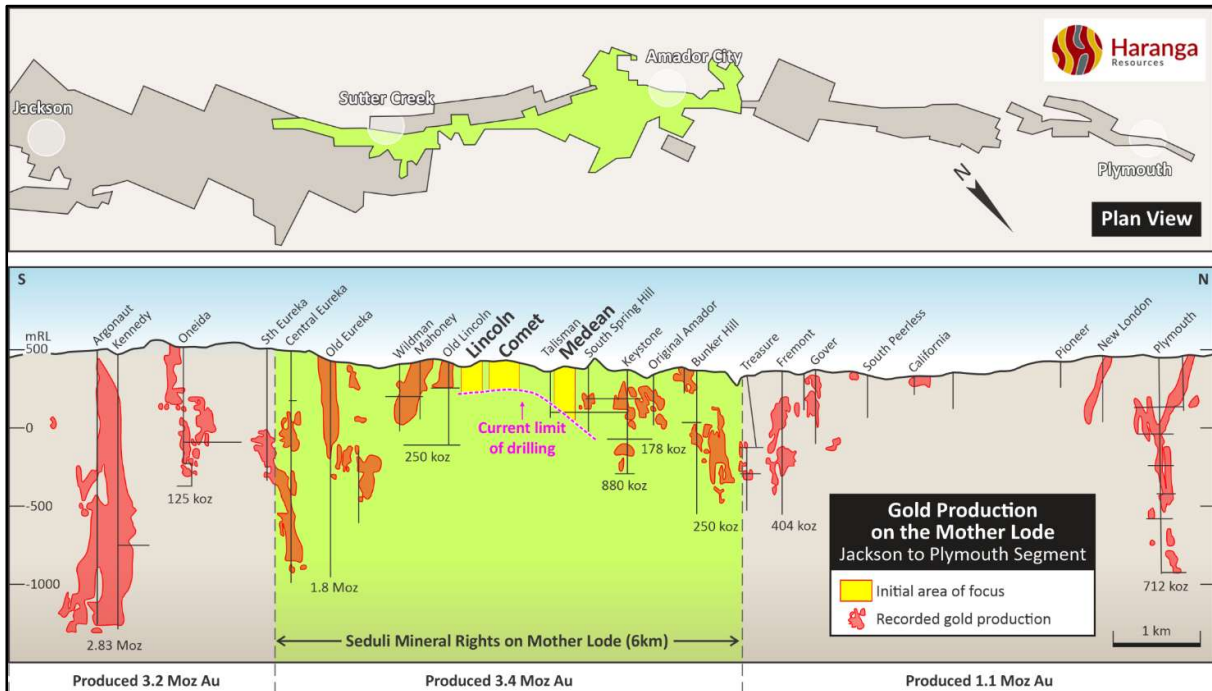 Haranga
Resources
Amador City
Sutter Creek
Jackson
Plymouth
N
Plan View
S
N
mRL
500
0
-500
-1000
Argonaut
Kennedy
Oneida
Sth Eureka
Central Eureka
Old Eureka
Wildman
Mahoney
Old Lincoln
Lincoln
Comet
Talisman
Medean
South Spring Hill
Keystone
Original Amador
Bunker Hill
Treasure
Fremont
Gover
South Peerless
California
Pioneer
New London
Plymouth
Current limit
of drilling
2.83 Moz
125 koz
1.8 Moz
250 koz
880 koz
178 koz
250 koz
404 koz
712 koz
Gold Production
on the Mother Lode
Jackson to Plymouth Segment
Initial area of focus
Recorded gold production
1 km
Seduli Mineral Rights on Mother Lode (6km)
Produced 3.2 Moz Au
Produced 3.4 Moz Au
Produced 1.1 Moz Au